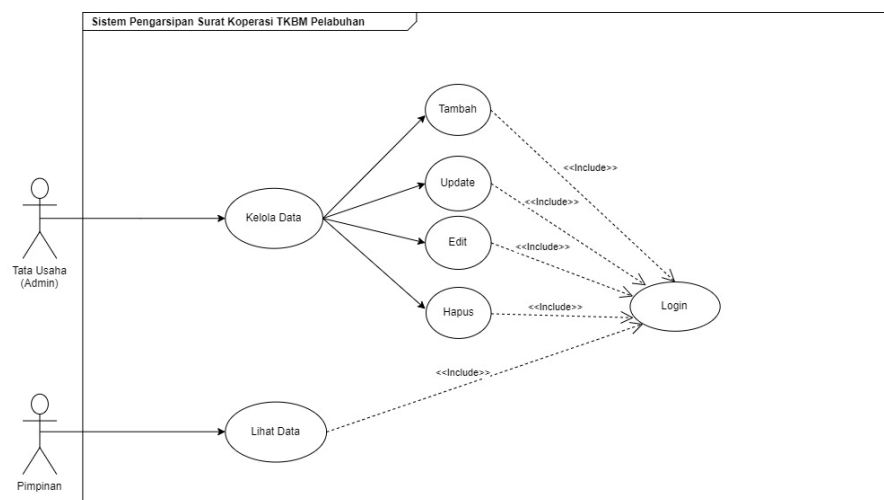 Sistem Pengarsipan Surat Koperasi TKBM Pelabuhan
Tambah
<<Include>>
Update
<<Include>>
Kelola Data
Edit
<<Include>>
Tata Usaha
(Admin)
Hapus
<<Include>>
Login
<<Include>>
Lihat Data
Pimpinan